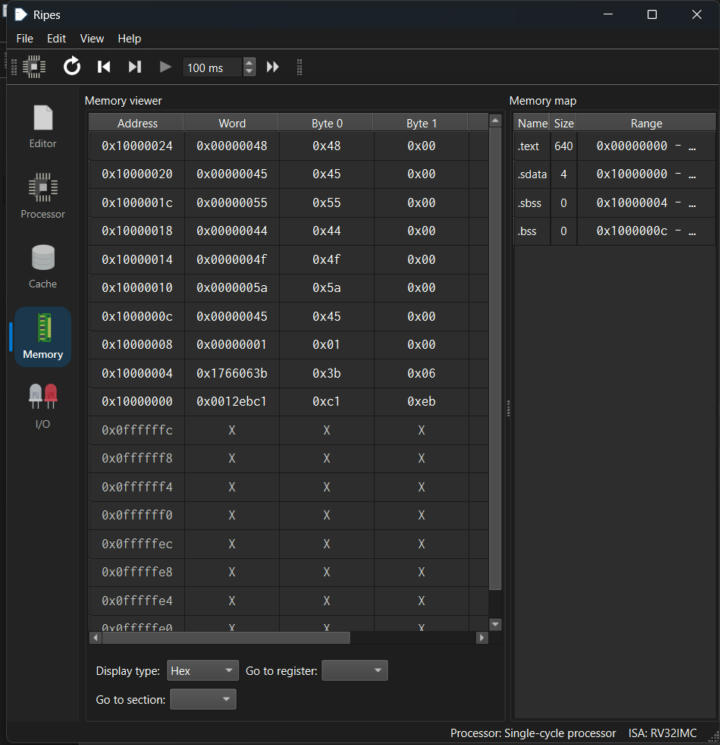 Ripes
File Edit View Help
100 ms
Editor
Processor
Cache
Memory
I/O
Memory viewer
Address Word Byte 0 Byte 1
0x10000024 0x00000048 0x48 0x00
0x10000020 0x00000045 0x45 0x00
0x1000001c 0x00000055 0x55 0x00
0x10000018 0x00000044 0x44 0x00
0x10000014 0x0000004f 0x4f 0x00
0x10000010 0x0000005a 0x5a 0x00
0x1000000c 0x00000045 0x45 0x00
0x10000008 0x00000001 0x01 0x00
0x10000004 0x1766063b 0x3b 0x06
0x10000000 0x0012ebc1 0xc1 0xeb
0x0ffffffc X X X
0x0ffffff8 X X X
0x0ffffff4 X X X
0x0ffffff0 X X X
0x0fffffec X X X
0x0fffffe8 X X X
0x0fffffe4 X X X
0x0fffffe0 X X X
Display type: Hex Go to register:
Go to section:
Memory map
Name Size Range
.text 640 0x00000000 - ...
.sdata 4 0x10000000 - ...
.sbss 0 0x10000004 - ...
.bss 0 0x1000000c - ...
Processor: Single-cycle processor ISA: RV32IMC